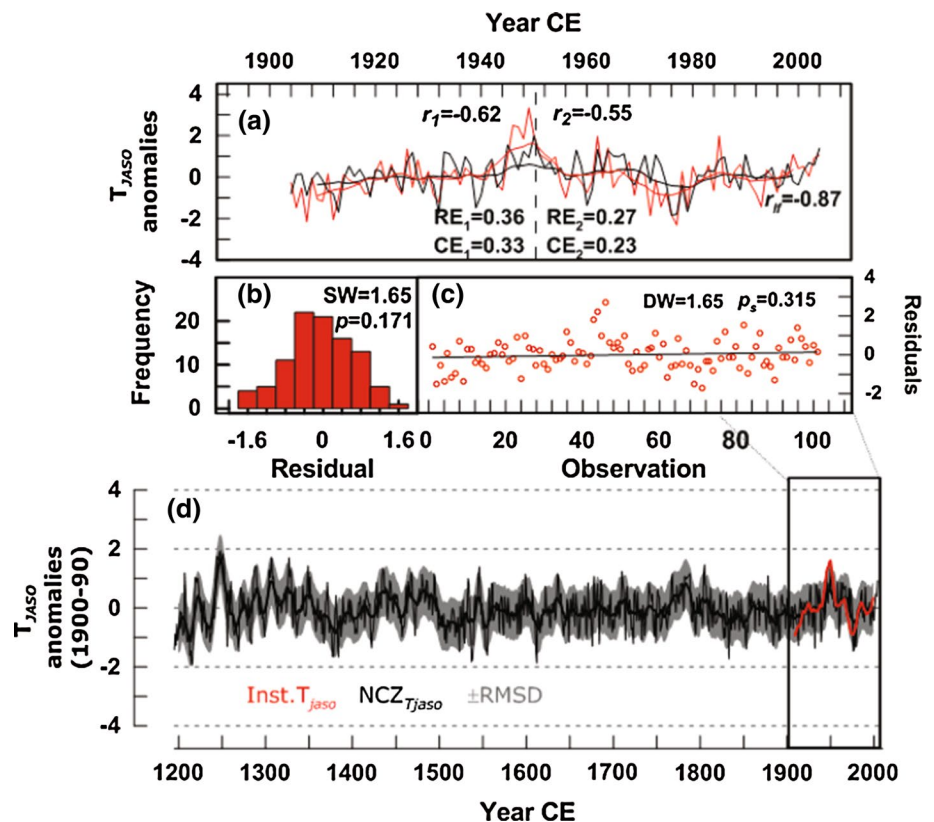 Year CE
1900 1920 1940 1960 1980 2000
(a)
r1=-0.62 r2=-0.55
TJASO
anomalies
4
2
0
-2
-4
RE1=0.36 RE2=0.27
CE1=0.33 CE2=0.23
rlf=-0.87
(b)
SW=1.65
p=0.171
Frequency
20
10
0
-1.6 0 1.6
Residual
(c)
DW=1.65 ps=0.315
4
2
0
-2
Residuals
0 20 40 60 80 100
Observation
(d)
TJASO
anomalies
(1900-90)
4
2
0
-2
-4
Inst.Tjaso NCZTjaso ±RMSD
1200 1300 1400 1500 1600 1700 1800 1900 2000
Year CE